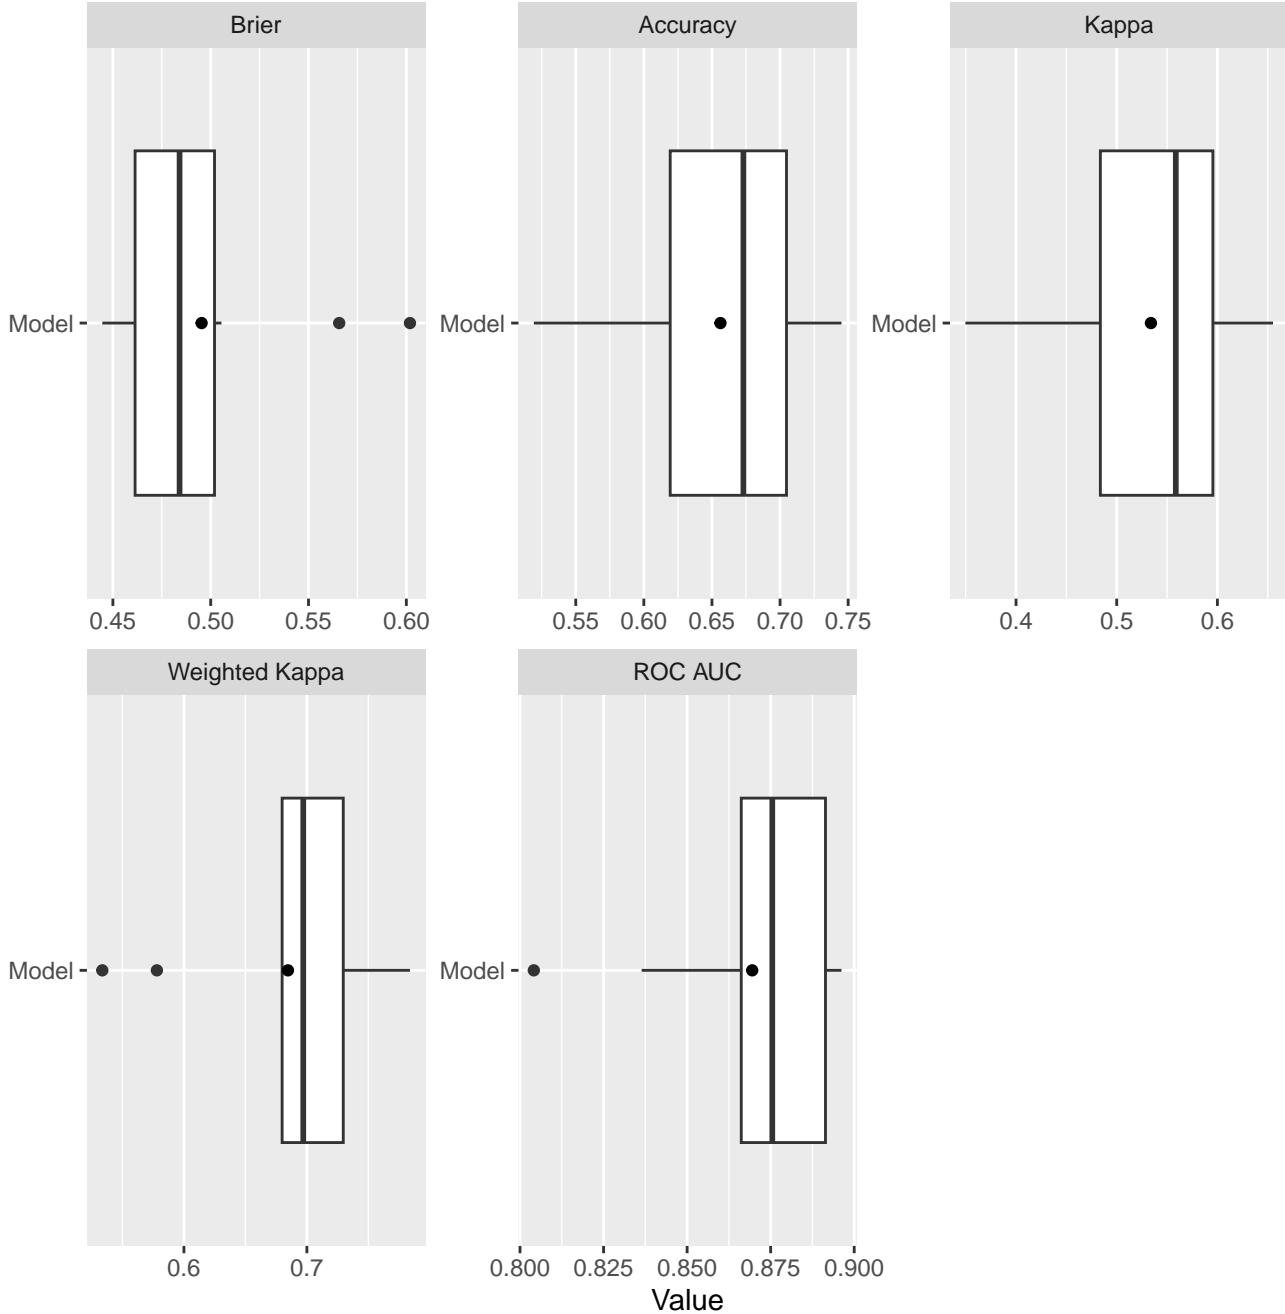 Brier Accuracy Kappa
Model Model Model
0.45 0.50 0.55 0.60 0.55 0.60 0.65 0.70 0.75 0.4 0.5 0.6
Weighted Kappa ROC AUC
Model Model
0.6 0.7 0.800 0.825 0.850 0.875 0.900
Value